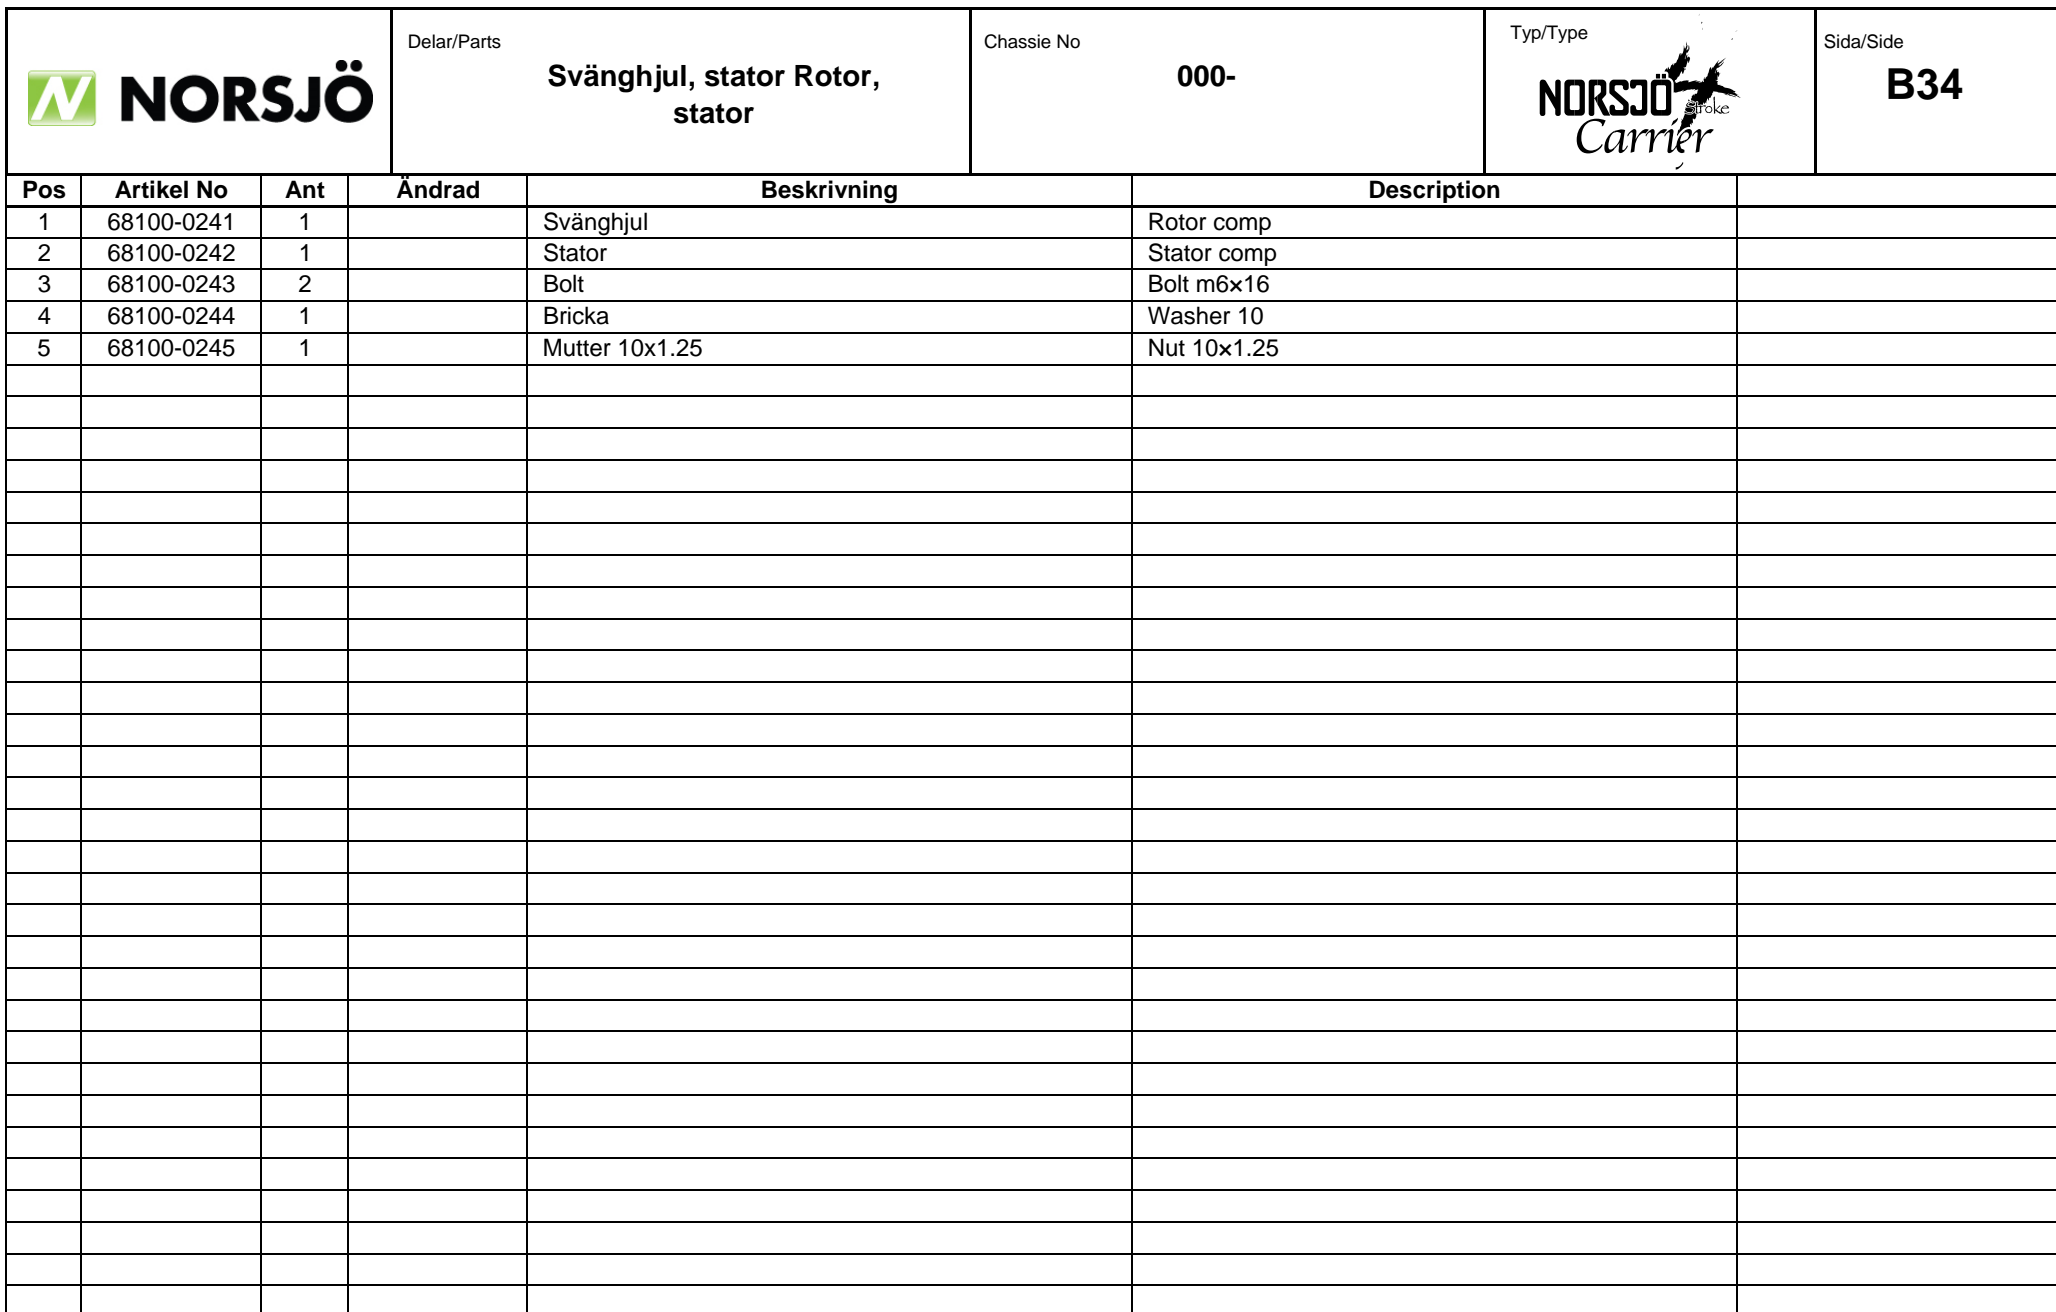 N NORSJÖ
Delar/Parts
Svänghjul, stator Rotor,
stator
Chassie No
000-
Typ/Type
NORSJÖ 4
Stroke
Carrier
Sida/Side
B34
Pos Artikel No Ant Ändrad Beskrivning Description
1 68100-0241 1 Svänghjul Rotor comp
2 68100-0242 1 Stator Stator comp
3 68100-0243 2 Bolt Bolt m6×16
4 68100-0244 1 Bricka Washer 10
5 68100-0245 1 Mutter 10x1.25 Nut 10×1.25